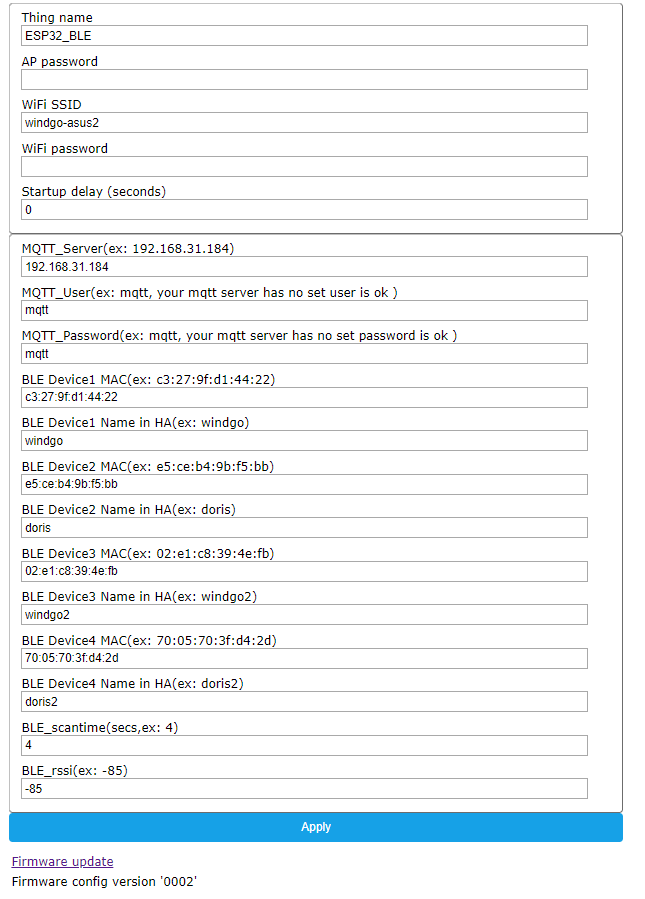 Thing name
ESP32_BLE
AP password
WiFi SSID
windgo-asus2
WiFi password
Startup delay (seconds)
0
MQTT_Server(ex: 192.168.31.184)
192.168.31.184
MQTT_User(ex: mqtt, your mqtt server has no set user is ok )
mqtt
MQTT_Password(ex: mqtt, your mqtt server has no set password is ok )
mqtt
BLE Device1 MAC(ex: c3:27:9f:d1:44:22)
c3:27:9f:d1:44:22
BLE Device1 Name in HA(ex: windgo)
windgo
BLE Device2 MAC(ex: e5:ce:b4:9b:f5:bb)
e5:ce:b4:9b:f5:bb
BLE Device2 Name in HA(ex: doris)
doris
BLE Device3 MAC(ex: 02:e1:c8:39:4e:fb)
02:e1:c8:39:4e:fb
BLE Device3 Name in HA(ex: windgo2)
windgo2
BLE Device4 MAC(ex: 70:05:70:3f:d4:2d)
70:05:70:3f:d4:2d
BLE Device4 Name in HA(ex: doris2)
doris2
BLE_scantime(secs,ex: 4)
4
BLE_rssi(ex: -85)
-85
Apply
Firmware update
Firmware config version '0002'